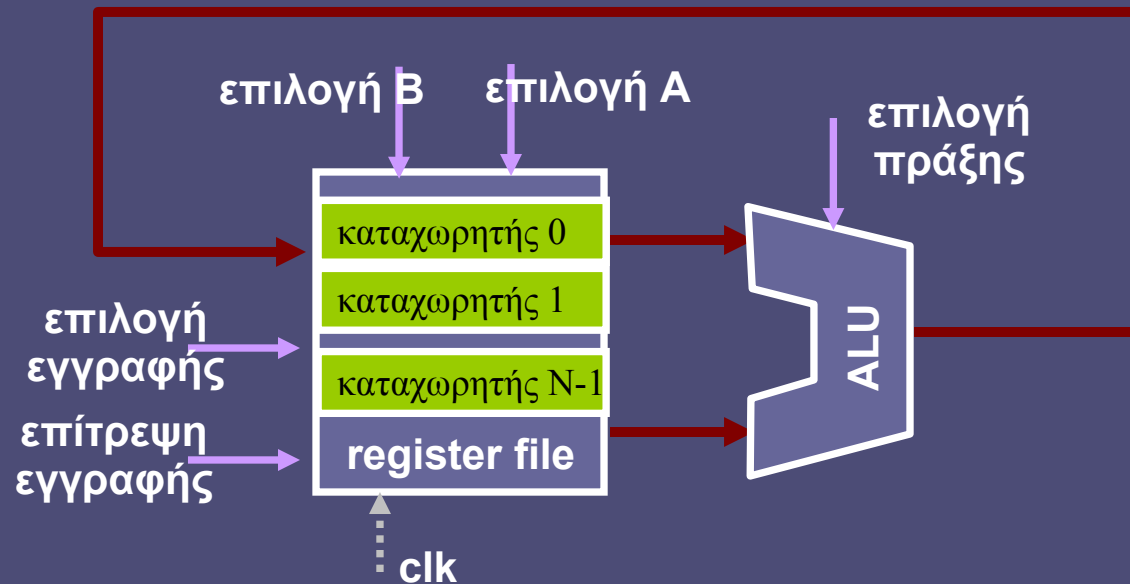 επιλογή B
επιλογή A
επιλογή
πράξης
καταχωρητής 0
καταχωρητής 1
επιλογή
εγγραφής
καταχωρητής N-1
επίτρεψη
εγγραφής
register file
ALU
clk